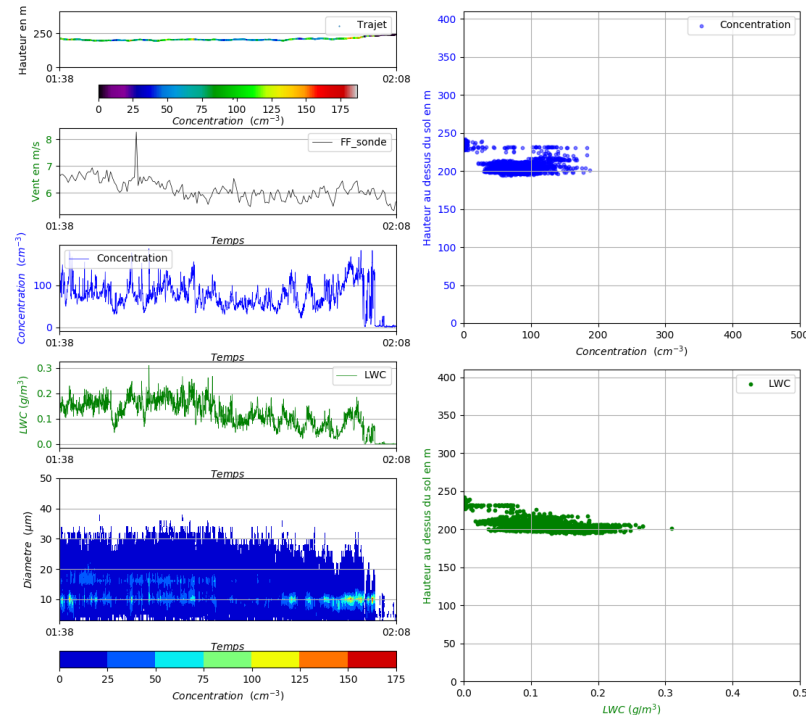 Hauteur en m
250
0
Trajet
01:38
02:08
0 25 50 75 100 125 150 175
Concentration (cm⁻³)
Vent en m/s
8
7
6
FF_sonde
01:38
02:08
Temps
Concentration (cm⁻³)
100
0
Concentration
01:38
02:08
Temps
LWC (g/m³)
0.3
0.2
0.1
0.0
LWC
01:38
02:08
Temps
Diametre (µm)
50
40
30
20
10
01:38
02:08
Temps
0 25 50 75 100 125 150 175
Concentration (cm⁻³)
Hauteur au dessus du sol en m
400
350
300
250
200
150
100
50
0
Concentration
0 100 200 300 400 500
Concentration (cm⁻³)
Hauteur au dessus du sol en m
400
350
300
250
200
150
100
50
0
LWC
0.0 0.1 0.2 0.3 0.4 0.5
LWC (g/m³)